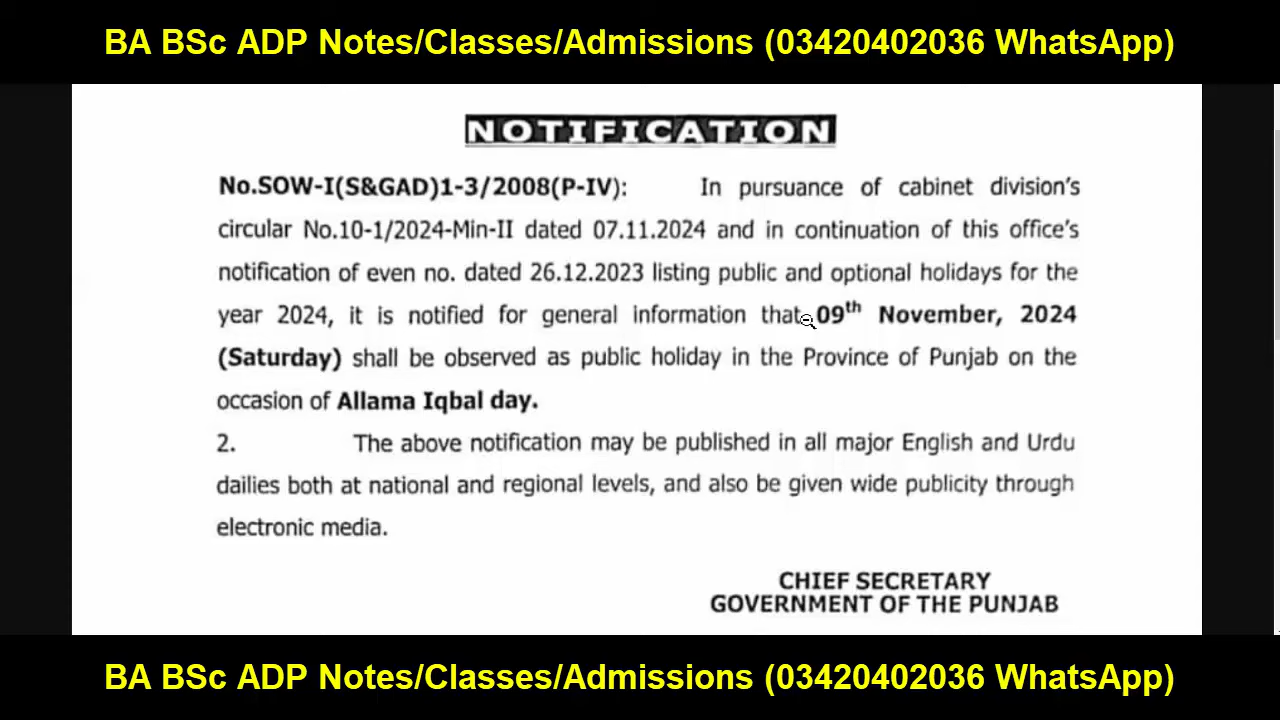 BA BSc ADP Notes/Classes/Admissions (03420402036 WhatsApp)
NOTIFICATION
No.SOW-I(S&GAD)1-3/2008(P-IV): In pursuance of cabinet division's
circular No.10-1/2024-Min-II dated 07.11.2024 and in continuation of this office's
notification of even no. dated 26.12.2023 listing public and optional holidays for the
year 2024, it is notified for general information that 09th November, 2024
(Saturday) shall be observed as public holiday in the Province of Punjab on the
occasion of Allama Iqbal day.
2. The above notification may be published in all major English and Urdu
dailies both at national and regional levels, and also be given wide publicity through
electronic media.
CHIEF SECRETARY
GOVERNMENT OF THE PUNJAB
BA BSc ADP Notes/Classes/Admissions (03420402036 WhatsApp)